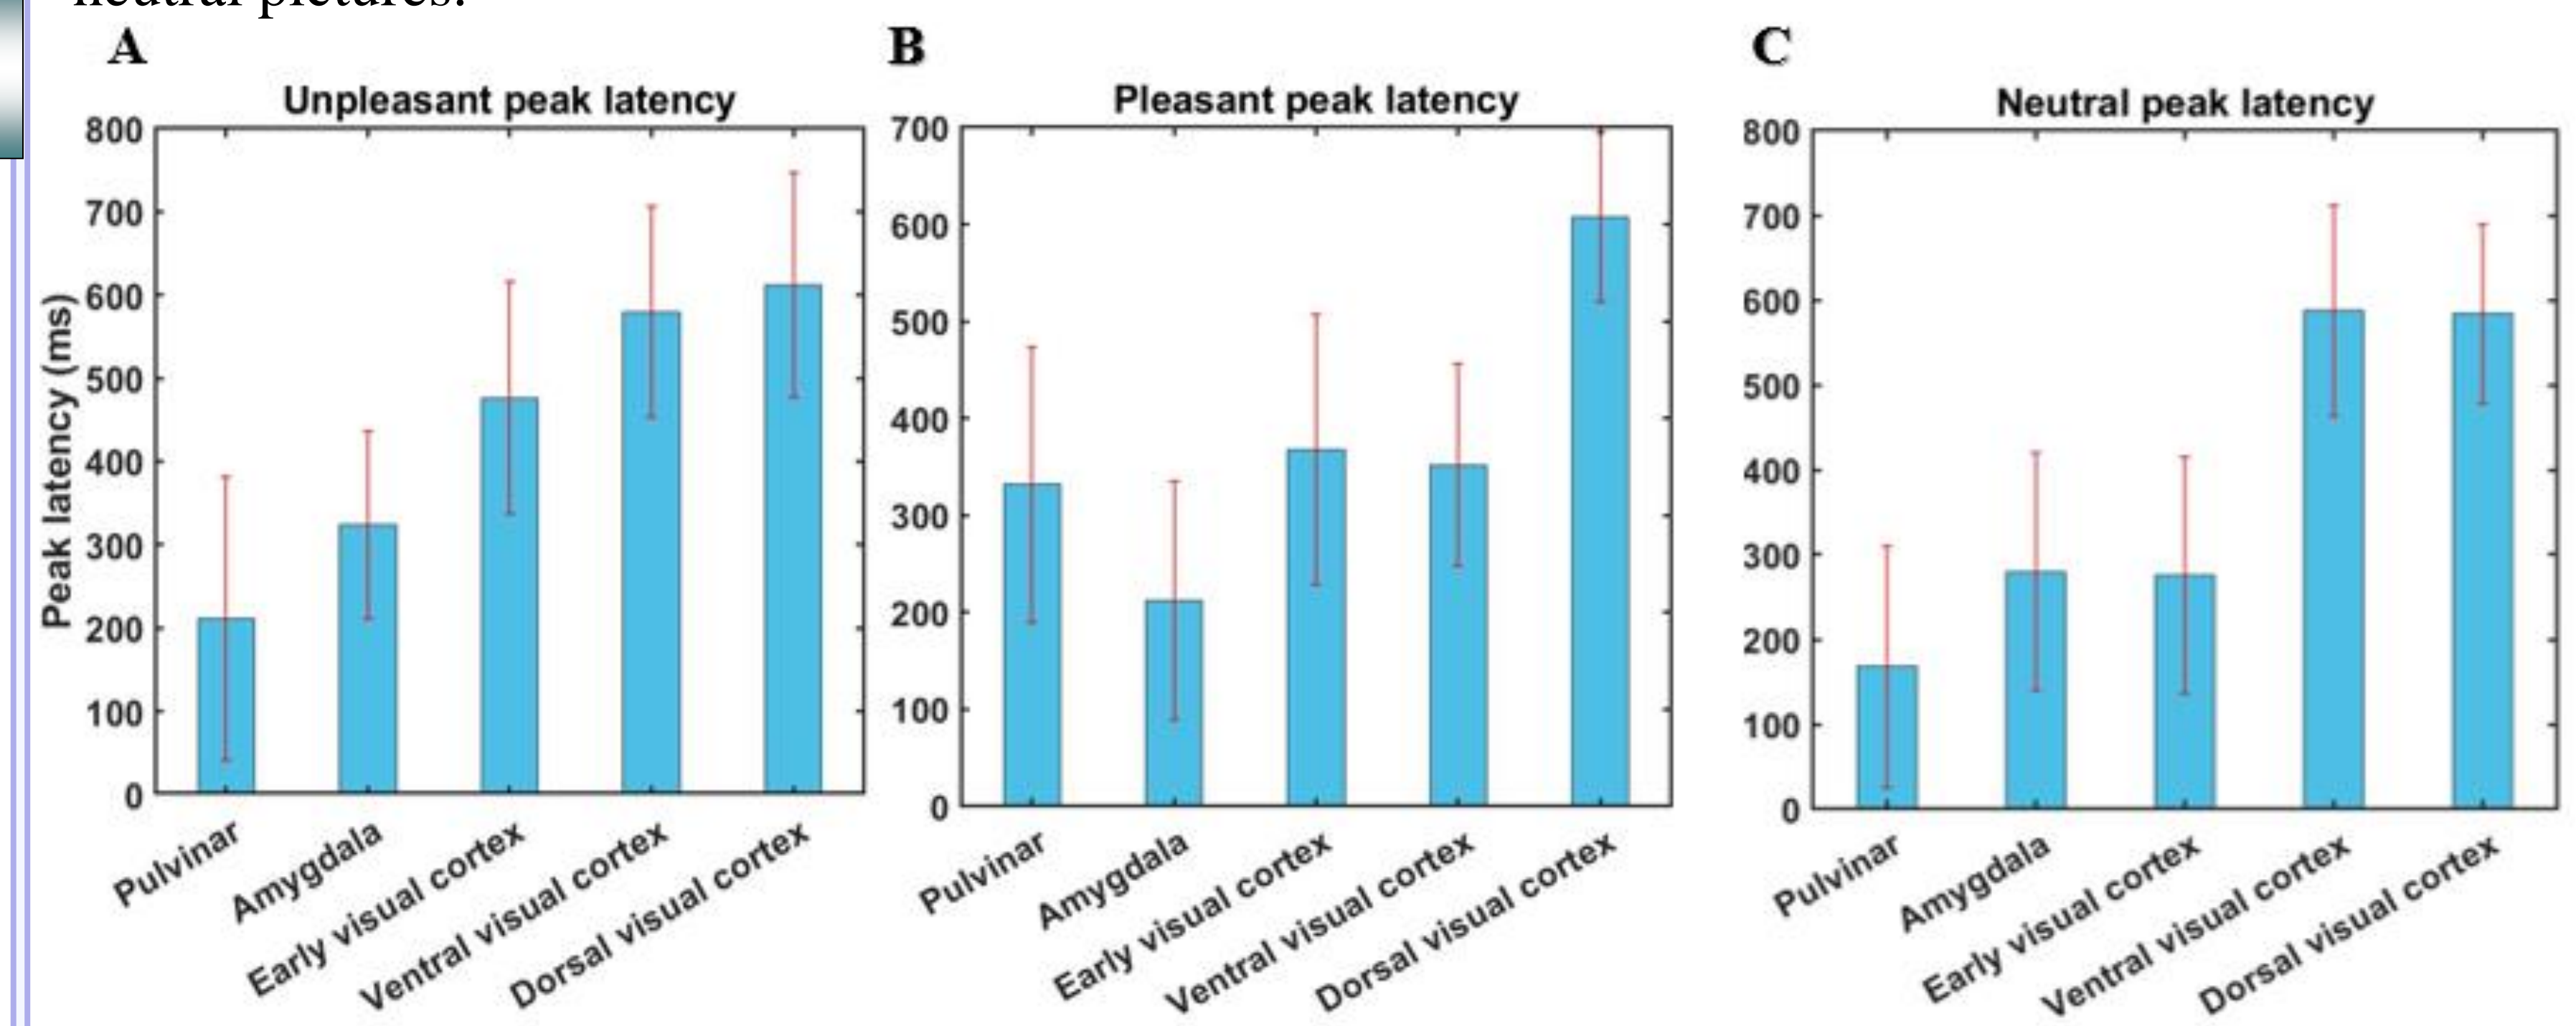 neutral pictures.
A
B
C
Unpleasant peak latency
Peak latency (ms)
800
700
600
500
400
300
200
100
0
Pulvinar
Amygdala
Early visual cortex
Ventral visual cortex
Dorsal visual cortex
Pleasant peak latency
700
600
500
400
300
200
100
0
Pulvinar
Amygdala
Early visual cortex
Ventral visual cortex
Dorsal visual cortex
Neutral peak latency
800
700
600
500
400
300
200
100
0
Pulvinar
Amygdala
Early visual cortex
Ventral visual cortex
Dorsal visual cortex